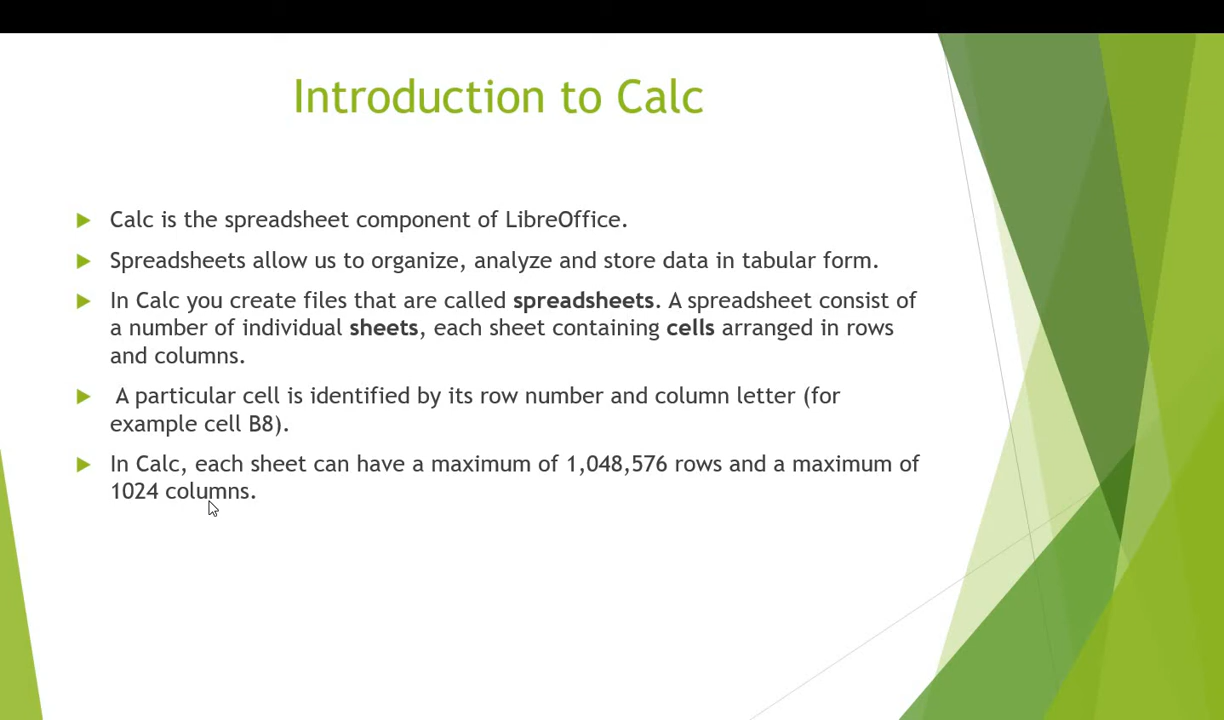 Introduction to Calc
Calc is the spreadsheet component of LibreOffice.
Spreadsheets allow us to organize, analyze and store data in tabular form.
In Calc you create files that are called spreadsheets. A spreadsheet consist of
a number of individual sheets, each sheet containing cells arranged in rows
and columns.
A particular cell is identified by its row number and column letter (for
example cell B8).
In Calc, each sheet can have a maximum of 1,048,576 rows and a maximum of
1024 columns.